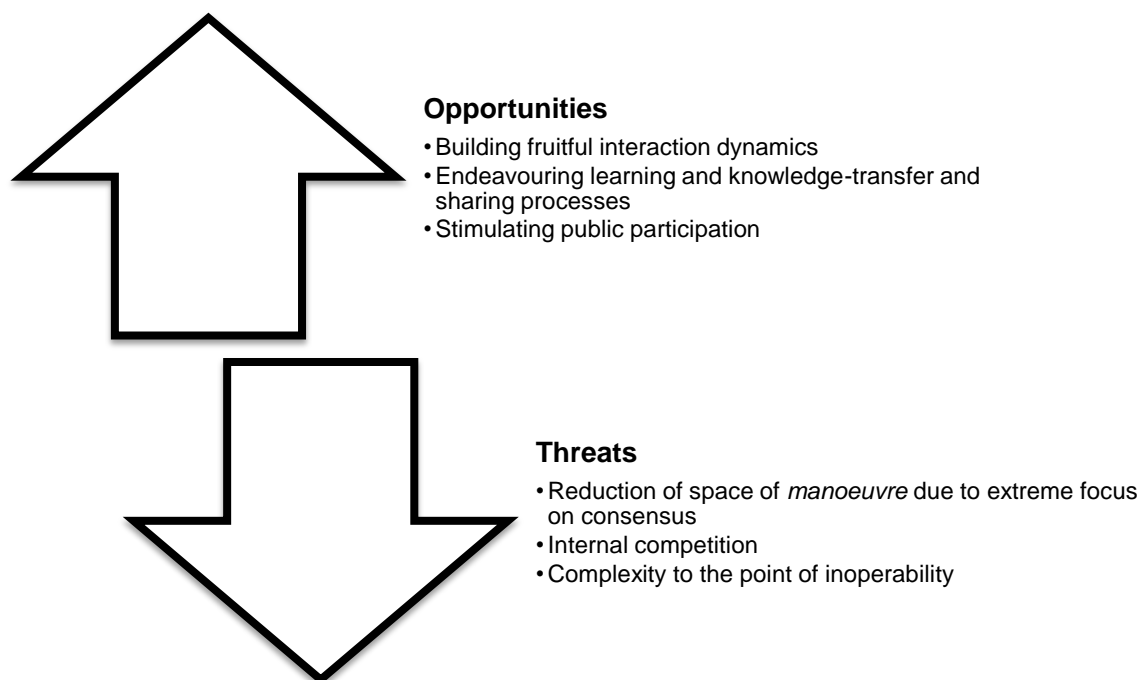 Opportunities
• Building fruitful interaction dynamics
• Endeavouring learning and knowledge-transfer and
sharing processes
• Stimulating public participation
Threats
• Reduction of space of manoeuvre due to extreme focus
on consensus
• Internal competition
• Complexity to the point of inoperability